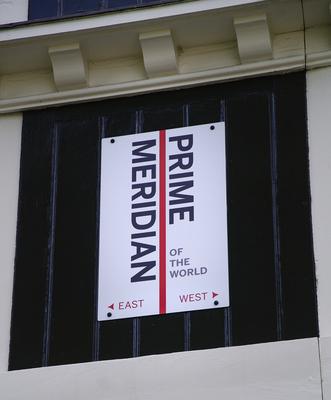 PRIME
MERIDIAN
OF
THE
WORLD
EAST
WEST